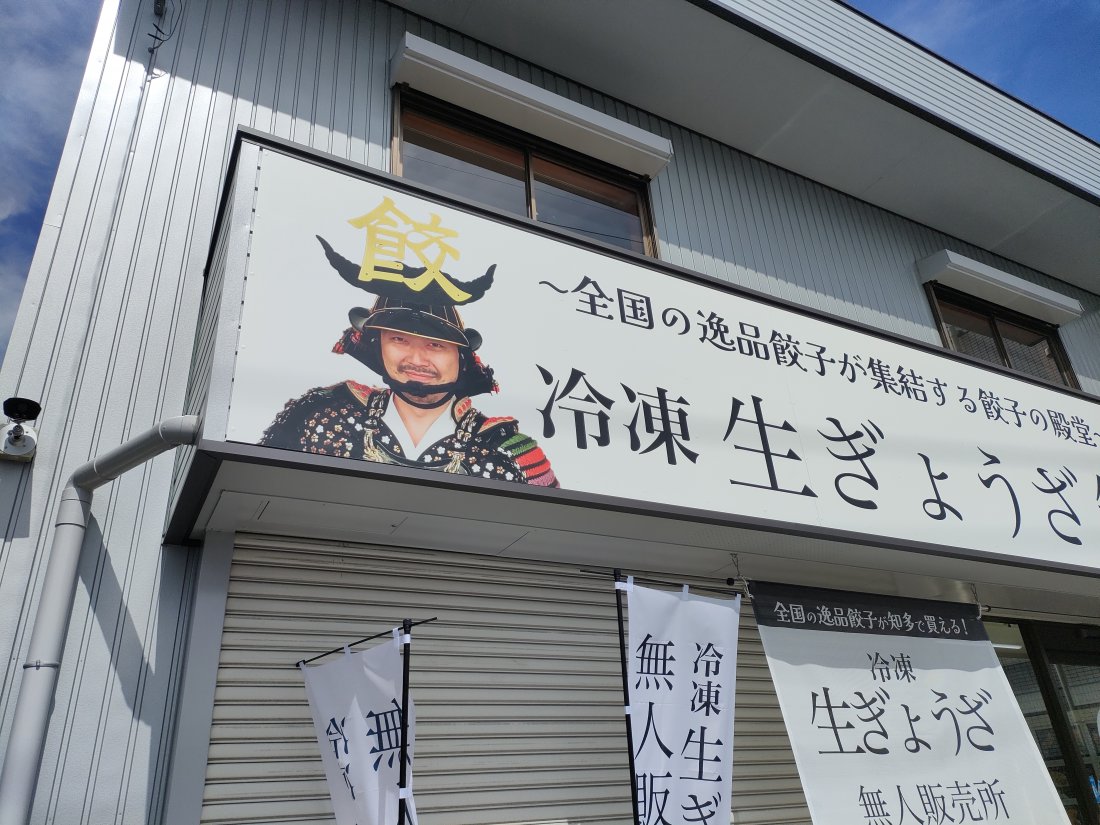 餃
~全国の逸品餃子が集結する餃子の殿堂~
冷凍 生ぎょうざ
無
冷
冷凍生ぎ
無人販
全国の逸品餃子が知多で買える!
冷凍
生ぎょうざ
無人販売所